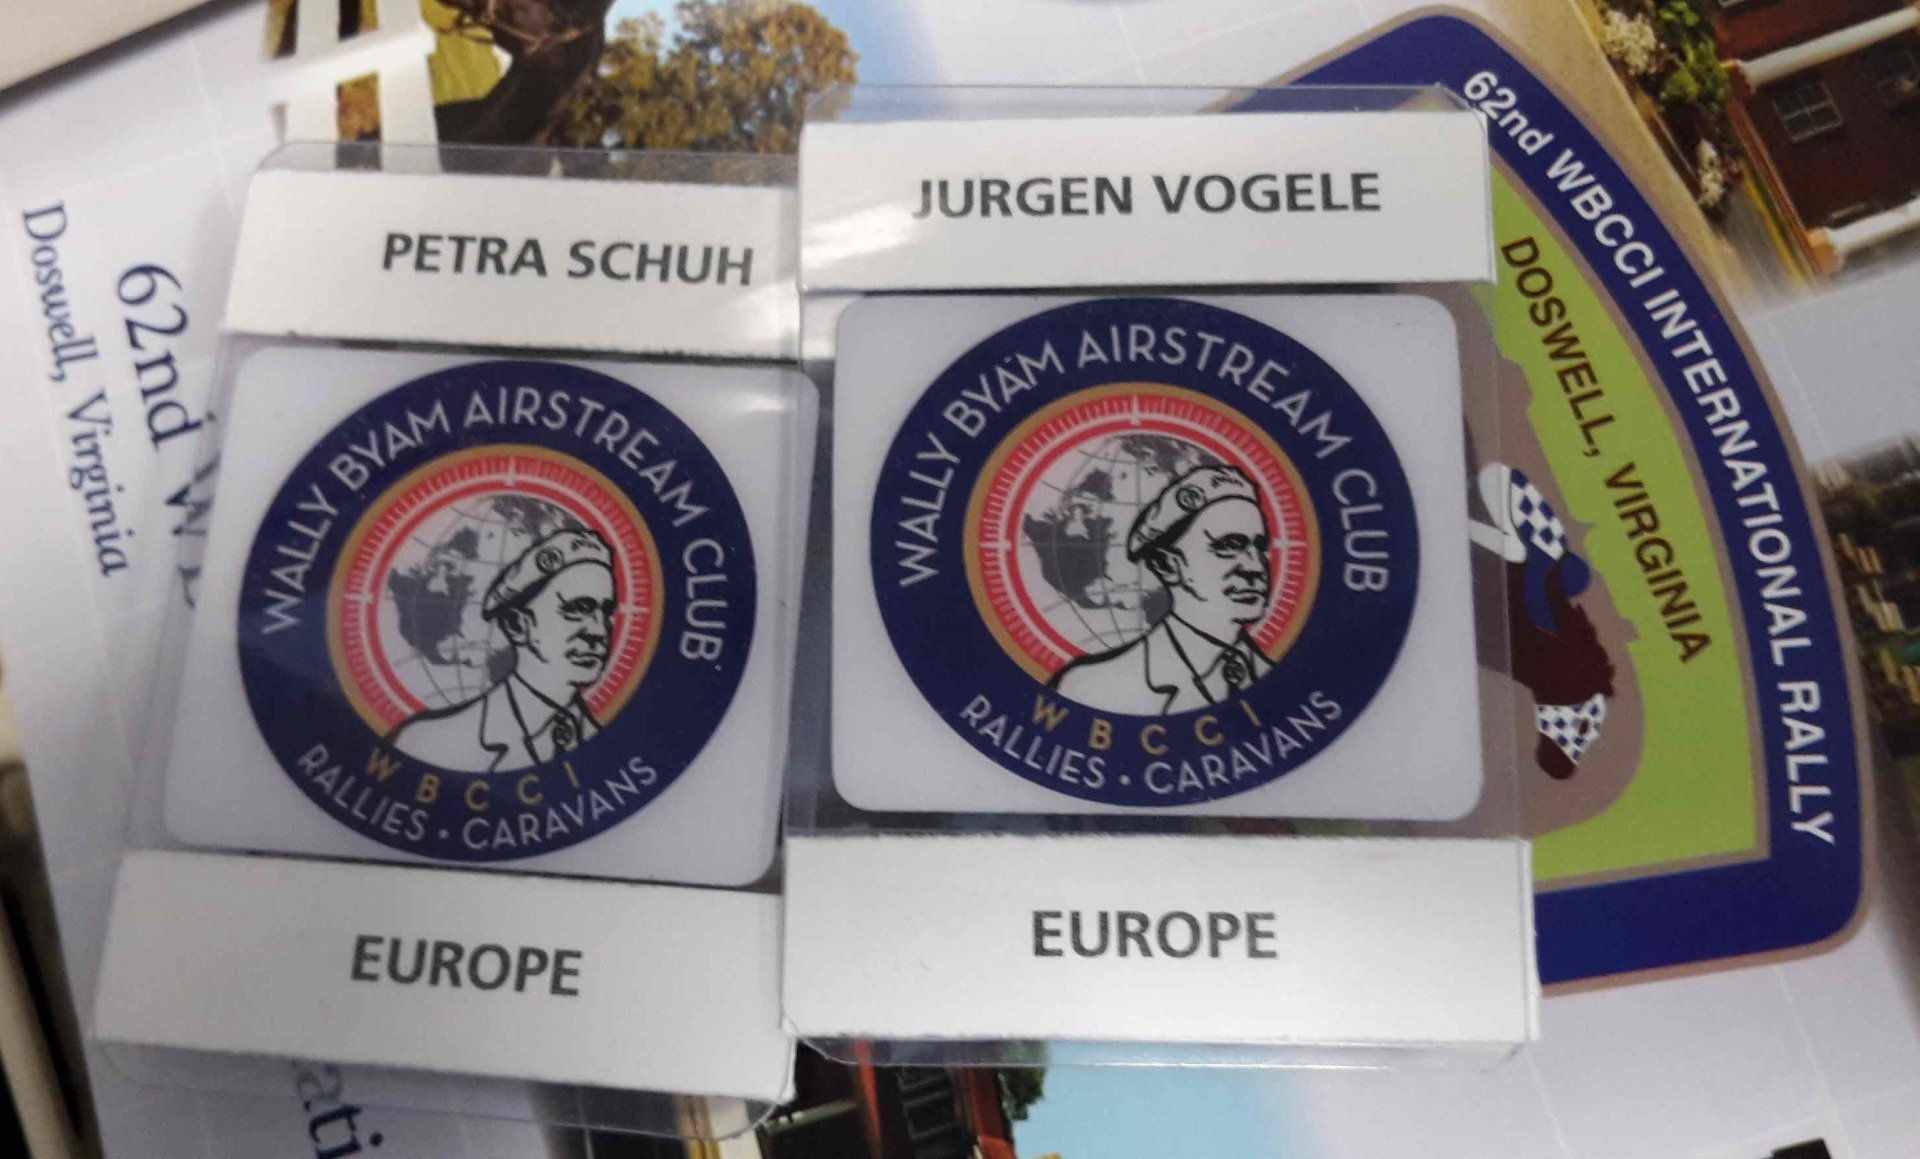 62nd
Doswell, Virginia
PETRA SCHUH
WALLY BYAM AIRSTREAM CLUB
WBCCI
RALLIES · CARAVANS
EUROPE
JURGEN VOGELE
WALLY BYAM AIRSTREAM CLUB
WBCCI
RALLIES · CARAVANS
EUROPE
62nd WBCCI INTERNATIONAL RALLY
DOSWELL, VIRGINIA